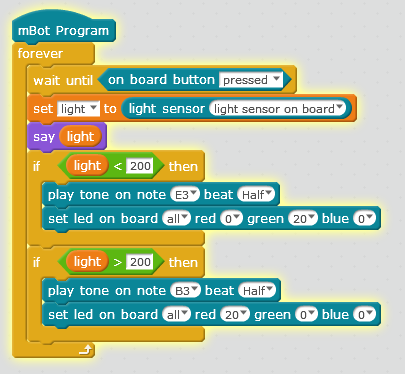 mBot Program
forever
wait until on board button pressed
set light to light sensor light sensor on board
say light
if light < 200 then
play tone on note E3 beat Half
set led on board all red 0 green 20 blue 0
if light > 200 then
play tone on note B3 beat Half
set led on board all red 20 green 0 blue 0